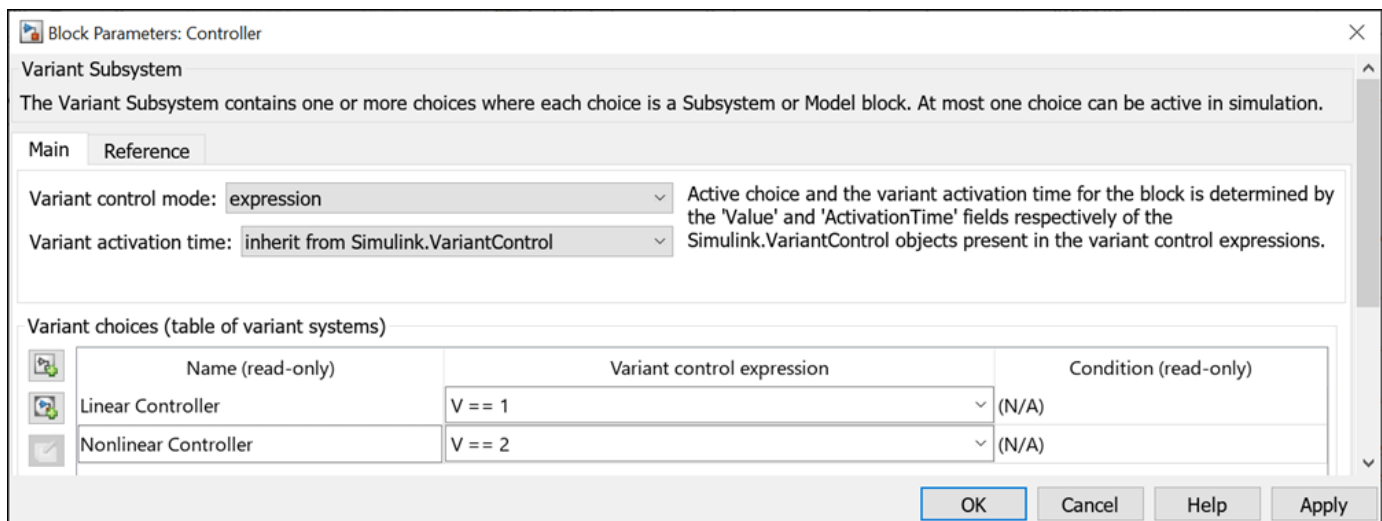 Block Parameters: Controller
Variant Subsystem
The Variant Subsystem contains one or more choices where each choice is a Subsystem or Model block. At most one choice can be active in simulation.
Main Reference
Variant control mode: expression
Variant activation time: inherit from Simulink.VariantControl
Active choice and the variant activation time for the block is determined by
the 'Value' and 'ActivationTime' fields respectively of the
Simulink.VariantControl objects present in the variant control expressions.
Variant choices (table of variant systems)
Name (read-only) Variant control expression Condition (read-only)
Linear Controller V == 1 (N/A)
Nonlinear Controller V == 2 (N/A)
OK Cancel Help Apply